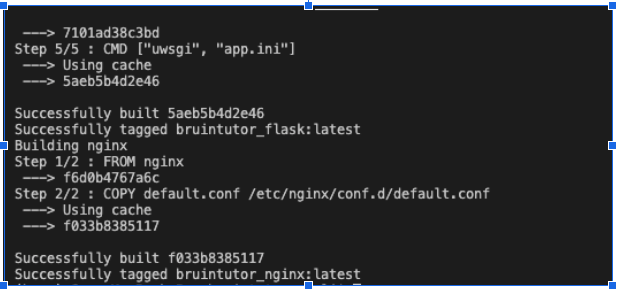 ---> 7101ad38c3bd
Step 5/5 : CMD ["uwsgi", "app.ini"]
---> Using cache
---> 5aeb5b4d2e46
Successfully built 5aeb5b4d2e46
Successfully tagged bruintutor_flask:latest
Building nginx
Step 1/2 : FROM nginx
---> f6d0b4767a6c
Step 2/2 : COPY default.conf /etc/nginx/conf.d/default.conf
---> Using cache
---> f033b8385117
Successfully built f033b8385117
Successfully tagged bruintutor_nginx:latest